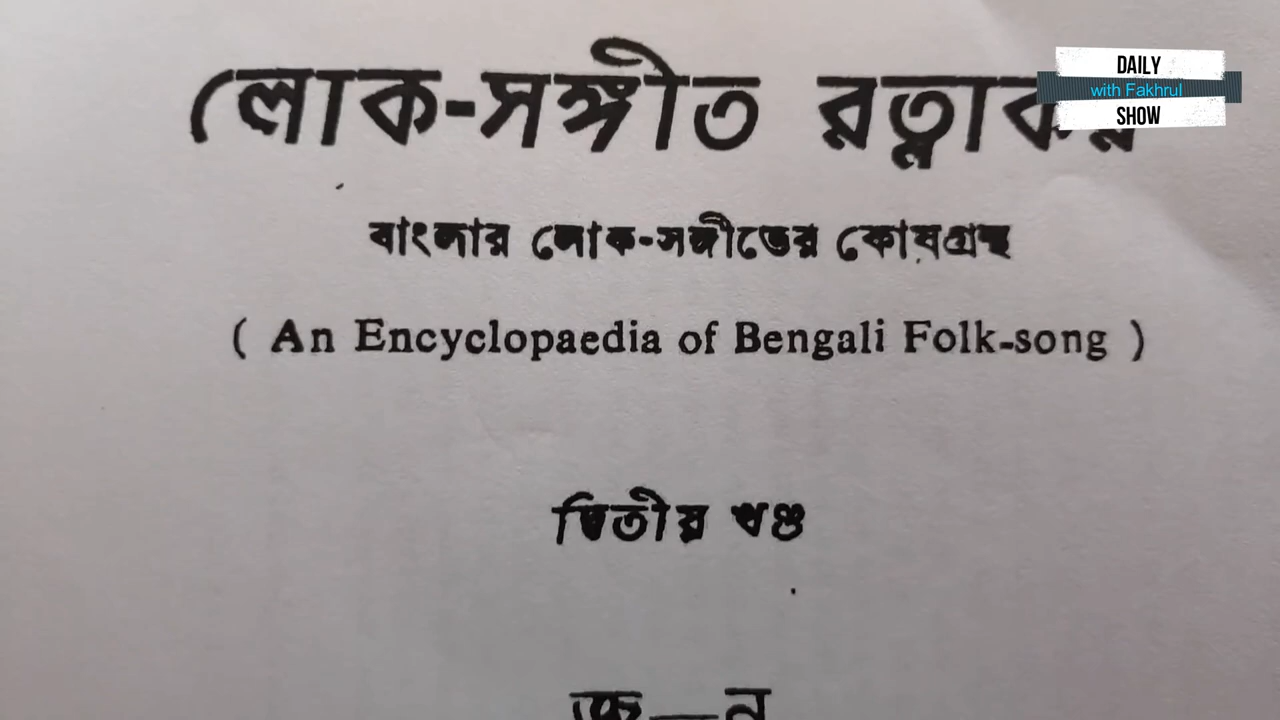 লোক-সঙ্গীত রত্নাকর
বাংলার লোক-সঙ্গীতের কোষগ্রন্থ
( An Encyclopaedia of Bengali Folk-song )
দ্বিতীয় খণ্ড
জ—ন
DAILY
with Fakhrul
SHOW